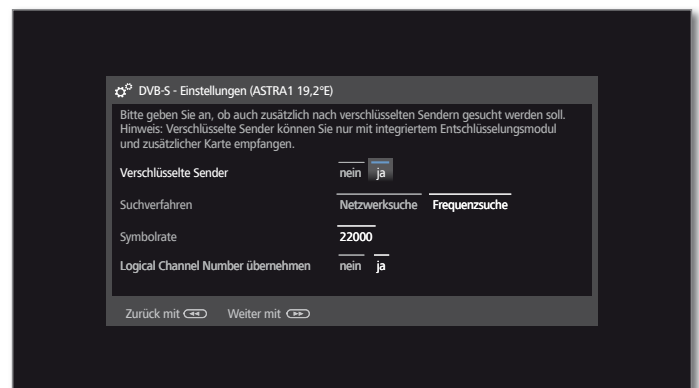 DVB-S - Einstellungen (ASTRA1 19,2°E)
Bitte geben Sie an, ob auch zusätzlich nach verschlüsselten Sendern gesucht werden soll.
Hinweis: Verschlüsselte Sender können Sie nur mit integriertem Entschlüsselungsmodul
und zusätzlicher Karte empfangen.
Verschlüsselte Sender nein ja
Suchverfahren Netzwerksuche Frequenzsuche
Symbolrate 22000
Logical Channel Number übernehmen nein ja
Zurück mit Weiter mit